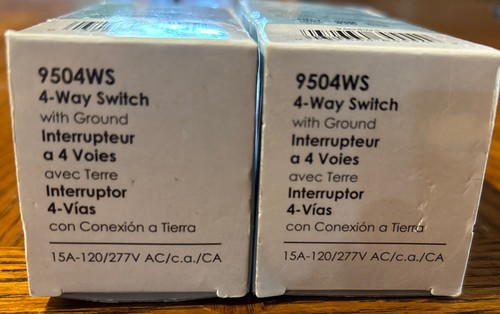 9504WS
4-Way Switch
with Ground
Interrupteur
a 4 Voies
avec Terre
Interruptor
4-Vías
con Conexión a Tierra
15A-120/277V AC/c.a./CA
9504WS
4-Way Switch
with Ground
Interrupteur
a 4 Voies
avec Terre
Interruptor
4-Vías
con Conexión a Tierra
15A-120/277V AC/c.a./CA